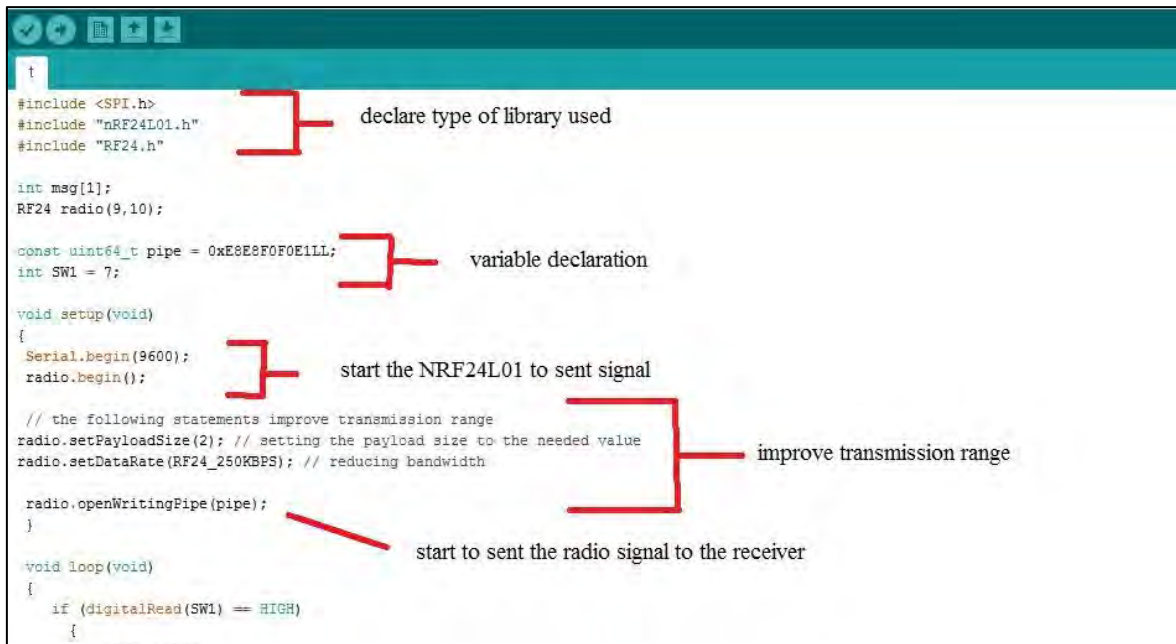 t
#include <SPI.h>
#include "nRF24L01.h"
#include "RF24.h"
declare type of library used
int msg[1];
RF24 radio(9,10);
const uint64_t pipe = 0xE8E8F0F0E1LL;
int SW1 = 7;
variable declaration
void setup(void)
{
Serial.begin(9600);
radio.begin();
start the NRF24L01 to sent signal
// the following statements improve transmission range
radio.setPayloadSize(2); // setting the payload size to the needed value
radio.setDataRate(RF24_250KBPS); // reducing bandwidth
improve transmission range
radio.openWritingPipe(pipe);
}
start to sent the radio signal to the receiver
void loop(void)
{
if (digitalRead(SW1) == HIGH)
{